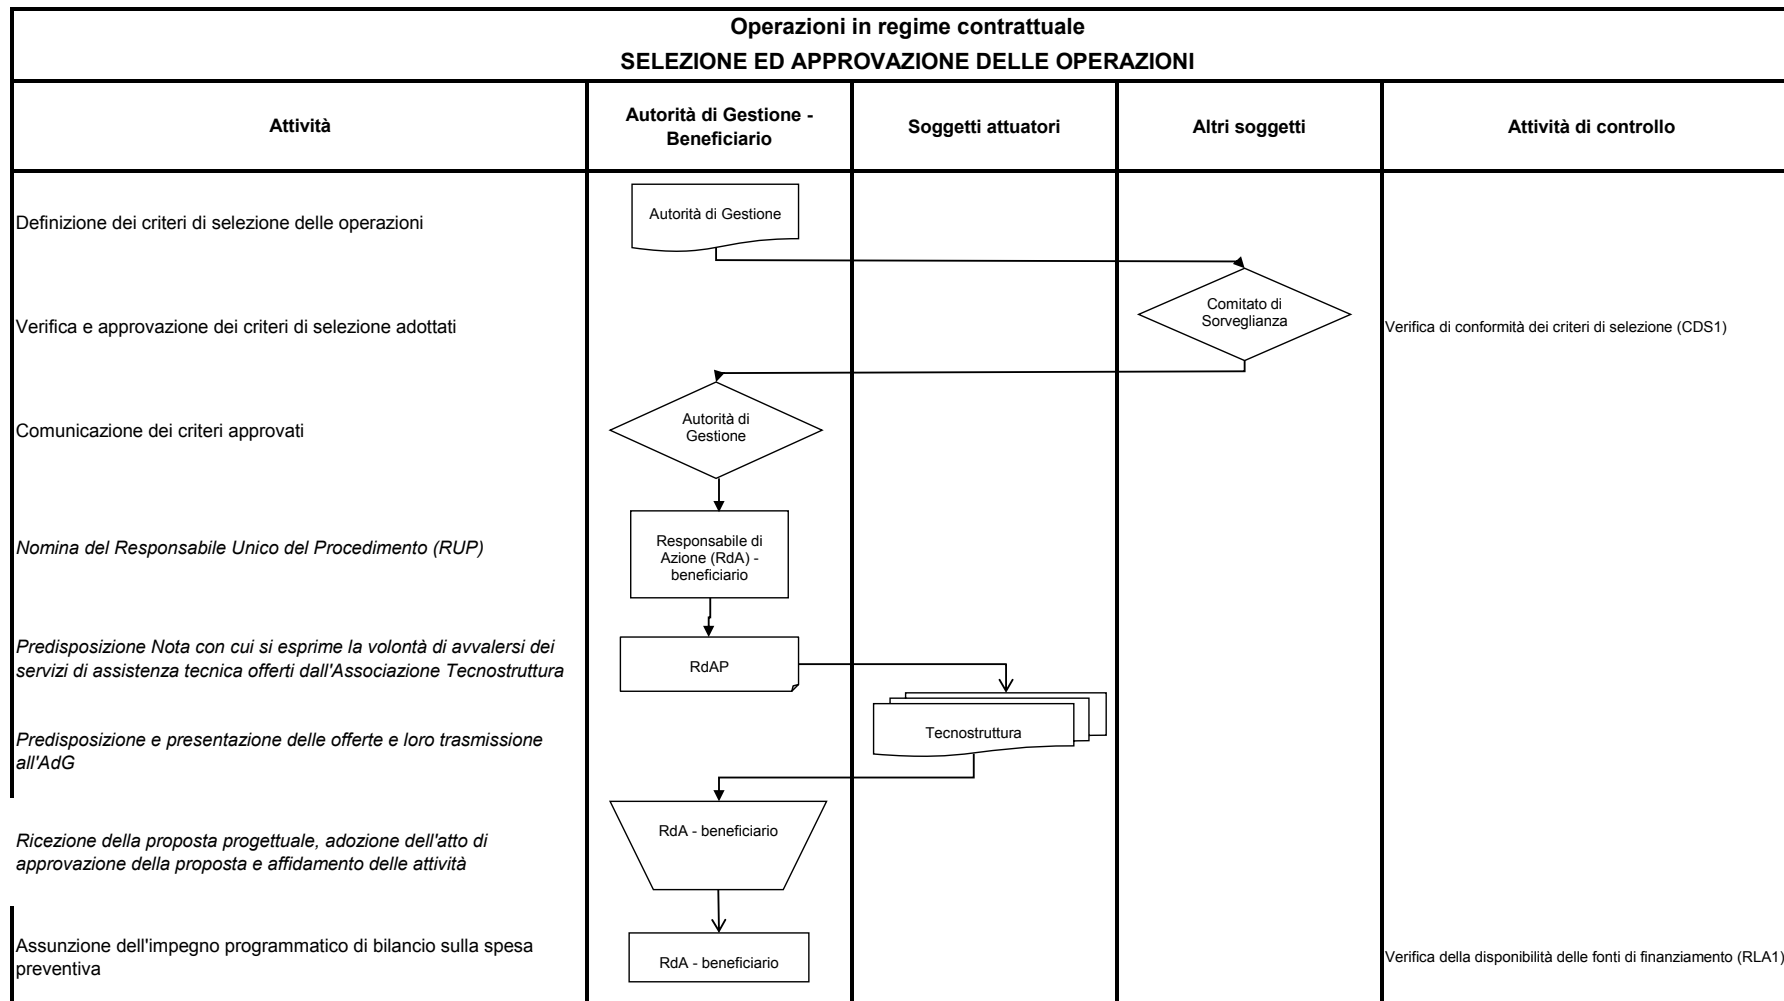 Operazioni in regime contrattuale
SELEZIONE ED APPROVAZIONE DELLE OPERAZIONI
Attività
Autorità di Gestione -
Beneficiario
Soggetti attuatori
Altri soggetti
Attività di controllo
Definizione dei criteri di selezione delle operazioni
Autorità di Gestione
Verifica e approvazione dei criteri di selezione adottati
Comitato di
Sorveglianza
Verifica di conformità dei criteri di selezione (CDS1)
Comunicazione dei criteri approvati
Autorità di
Gestione
Nomina del Responsabile Unico del Procedimento (RUP)
Responsabile di
Azione (RdA) -
beneficiario
Predisposizione Nota con cui si esprime la volontà di avvalersi dei
servizi di assistenza tecnica offerti dall'Associazione Tecnostruttura
RdAP
Predisposizione e presentazione delle offerte e loro trasmissione
all'AdG
Tecnostruttura
Ricezione della proposta progettuale, adozione dell'atto di
approvazione della proposta e affidamento delle attività
RdA - beneficiario
Assunzione dell'impegno programmatico di bilancio sulla spesa
preventiva
RdA - beneficiario
Verifica della disponibilità delle fonti di finanziamento (RLA1)